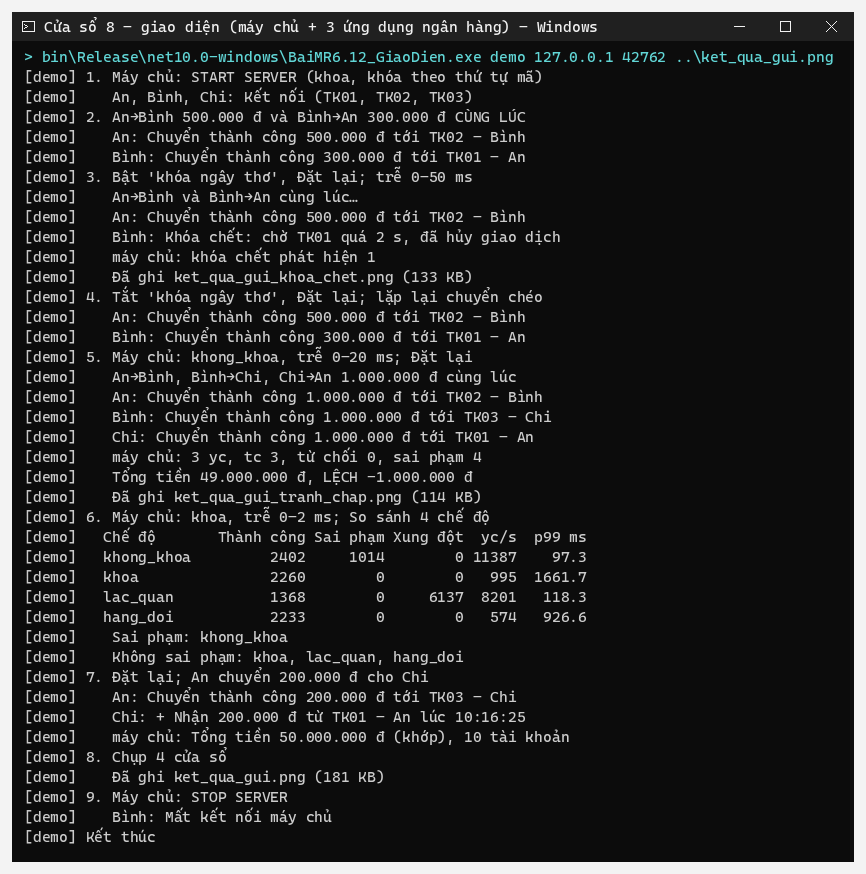 Cửa sổ 8 – giao diện (máy chủ + 3 ứng dụng ngân hàng) – Windows
> bin\Release\net10.0-windows\BaiMR6.12_GiaoDien.exe demo 127.0.0.1 42762 ..\ket_qua_gui.png
[demo] 1. Máy chủ: START SERVER (khoa, khóa theo thứ tự mã)
[demo]    An, Bình, Chi: Kết nối (TK01, TK02, TK03)
[demo] 2. An→Bình 500.000 đ và Bình→An 300.000 đ CÙNG LÚC
[demo]    An: Chuyển thành công 500.000 đ tới TK02 – Bình
[demo]    Bình: Chuyển thành công 300.000 đ tới TK01 – An
[demo] 3. Bật 'khóa ngây thơ', Đặt lại; trễ 0–50 ms
[demo]    An→Bình và Bình→An cùng lúc…
[demo]    An: Chuyển thành công 500.000 đ tới TK02 – Bình
[demo]    Bình: Khóa chết: chờ TK01 quá 2 s, đã hủy giao dịch
[demo]    máy chủ: khóa chết phát hiện 1
[demo]    Đã ghi ket_qua_gui_khoa_chet.png (133 KB)
[demo] 4. Tắt 'khóa ngây thơ', Đặt lại; lặp lại chuyển chéo
[demo]    An: Chuyển thành công 500.000 đ tới TK02 – Bình
[demo]    Bình: Chuyển thành công 300.000 đ tới TK01 – An
[demo] 5. Máy chủ: khong_khoa, trễ 0–20 ms; Đặt lại
[demo]    An→Bình, Bình→Chi, Chi→An 1.000.000 đ cùng lúc
[demo]    An: Chuyển thành công 1.000.000 đ tới TK02 – Bình
[demo]    Bình: Chuyển thành công 1.000.000 đ tới TK03 – Chi
[demo]    Chi: Chuyển thành công 1.000.000 đ tới TK01 – An
[demo]    máy chủ: 3 yc, tc 3, từ chối 0, sai phạm 4
[demo]    Tổng tiền 49.000.000 đ, LỆCH -1.000.000 đ
[demo]    Đã ghi ket_qua_gui_tranh_chap.png (114 KB)
[demo] 6. Máy chủ: khoa, trễ 0–2 ms; So sánh 4 chế độ
[demo]   Chế độ       Thành công Sai phạm Xung đột  yc/s  p99 ms
[demo]   khong_khoa         2402     1014        0 11387    97.3
[demo]   khoa               2260        0        0   995  1661.7
[demo]   lac_quan           1368        0     6137  8201   118.3
[demo]   hang_doi           2233        0        0   574   926.6
[demo]    Sai phạm: khong_khoa
[demo]    Không sai phạm: khoa, lac_quan, hang_doi
[demo] 7. Đặt lại; An chuyển 200.000 đ cho Chi
[demo]    An: Chuyển thành công 200.000 đ tới TK03 – Chi
[demo]    Chi: + Nhận 200.000 đ từ TK01 – An lúc 10:16:25
[demo]    máy chủ: Tổng tiền 50.000.000 đ (khớp), 10 tài khoản
[demo] 8. Chụp 4 cửa sổ
[demo]    Đã ghi ket_qua_gui.png (181 KB)
[demo] 9. Máy chủ: STOP SERVER
[demo]    Bình: Mất kết nối máy chủ
[demo] Kết thúc